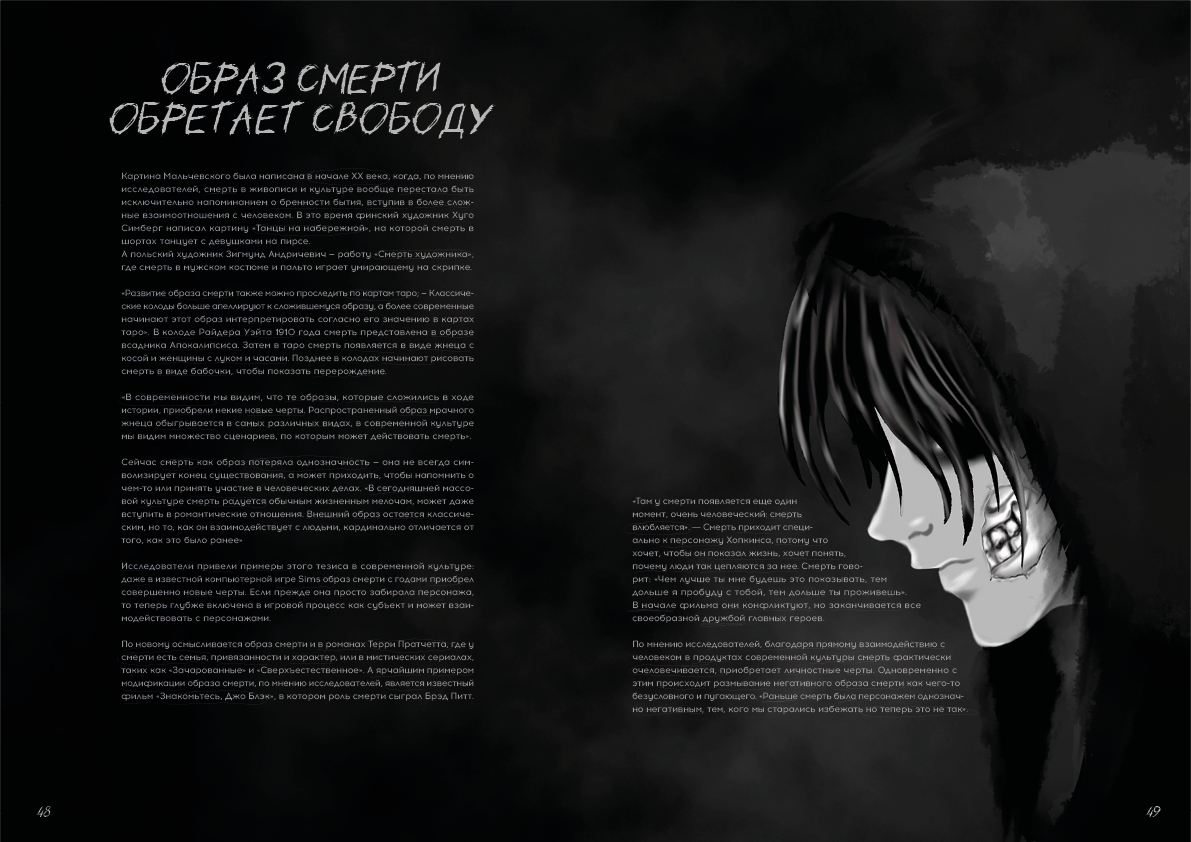 ОБРАЗ СМЕРТИ
ОБРЕТАЕТ СВОБОДУ
Картина Мальчевского была написана в начале XX века, когда, по мнению
исследователей, смерть в живописи и культуре вообще перестала быть
исключительно напоминанием о бренности бытия, вступив в более слож-
ные взаимоотношения с человеком. В это время финский художник Хуго
Симберг написал картину «Танцы на набережной», на которой смерть в
шортах танцует с девушками на пирсе.
А польский художник Зигмунд Андричевич – работу «Смерть художника»,
где смерть в мужском костюме и пальто играет умирающему на скрипке.
«Развитие образа смерти также можно проследить по картам таро; – Классиче-
ские колоды больше апеллируют к сложившемуся образу, а более современные
начинают этот образ интерпретировать согласно его значению в картах
таро». В колоде Райдера Уэйта 1910 года смерть представлена в образе
всадника Апокалипсиса. Затем в таро смерть появляется в виде жнеца с
косой и женщины с луком и часами. Позднее в колодах начинают рисовать
смерть в виде бабочки, чтобы показать перерождение.
«В современности мы видим, что те образы, которые сложились в ходе
истории, приобрели некие новые черты. Распространенный образ мрачного
жнеца обыгрывается в самых различных видах, в современной культуре
мы видим множество сценариев, по которым может действовать смерть».
Сейчас смерть как образ потеряла однозначность – она не всегда сим-
волизирует конец существования, а может приходить, чтобы напомнить о
чем-то или принять участие в человеческих делах. «В сегодняшней массо-
вой культуре смерть радуется обычным жизненным мелочам, может даже
вступить в романтические отношения. Внешний образ остается классиче-
ским, но то, как он взаимодействует с людьми, кардинально отличается от
того, как это было ранее»
Исследователи привели примеры этого тезиса в современной культуре:
даже в известной компьютерной игре Sims образ смерти с годами приобрел
совершенно новые черты. Если прежде она просто забирала персонажа,
то теперь глубже включена в игровой процесс как субъект и может взаи-
модействовать с персонажами.
По новому осмысливается образ смерти и в романах Терри Пратчетта, где у
смерти есть семья, привязанности и характер, или в мистических сериалах,
таких как «Зачарованные» и «Сверхъестественное». А ярчайшим примером
модификации образа смерти, по мнению исследователей, является известный
фильм «Знакомьтесь, Джо Блэк», в котором роль смерти сыграл Брэд Питт.
«Там у смерти появляется еще один
момент, очень человеческий: смерть
влюбляется». — Смерть приходит специ-
ально к персонажу Хопкинса, потому что
хочет, чтобы он показал жизнь, хочет понять,
почему люди так цепляются за нее. Смерть гово-
рит: «Чем лучше ты мне будешь это показывать, тем
дольше я пробуду с тобой, тем дольше ты проживешь».
В начале фильма они конфликтуют, но заканчивается все
своеобразной дружбой главных героев.
По мнению исследователей, благодаря прямому взаимодействию с
человеком в продуктах современной культуры смерть фактически
очеловечивается, приобретает личностные черты. Одновременно с
этим происходит размывание негативного образа смерти как чего-то
безусловного и пугающего. «Раньше смерть была персонажем однознач-
но негативным, тем, кого мы старались избежать но теперь это не так».
48
49